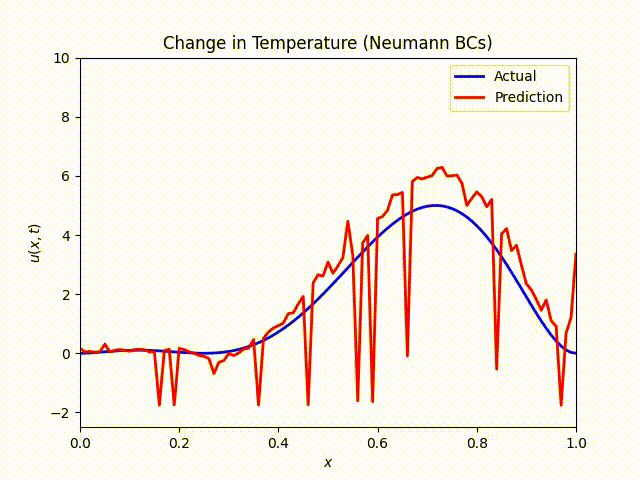 Change in Temperature (Neumann BCs)
Actual
Prediction
10
8
6
4
2
0
−2
u(x, t)
0.0 0.2 0.4 0.6 0.8 1.0
x